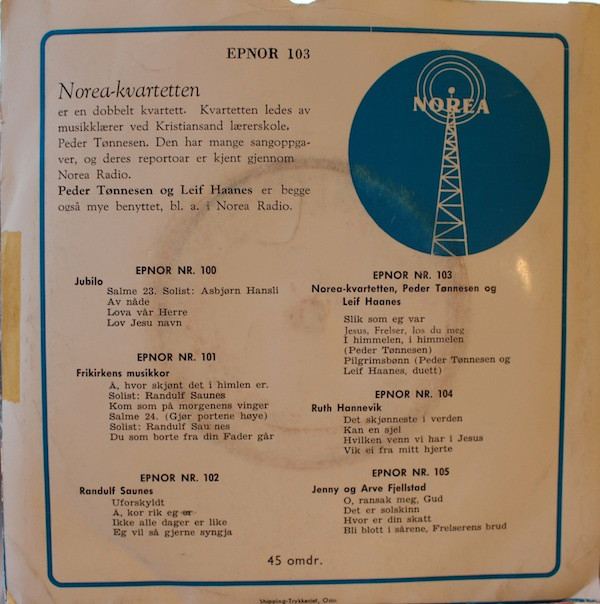 EPNOR 103
Norea-kvartetten
er en dobbelt kvartett. Kvartetten ledes av
musikklærer ved Kristiansand lærerskole,
Peder Tønnesen. Den har mange sangoppga-
ver, og deres reportoar er kjent gjennom
Norea Radio.
Peder Tønnesen og Leif Haanes er begge
også mye benyttet, bl. a. i Norea Radio.
NOREA
EPNOR NR. 100
Jubilo
Salme 23. Solist: Asbjørn Hansli
Av nåde
Lova vår Herre
Lov Jesu navn
EPNOR NR. 101
Frikirkens musikkor
Å, hvor skjønt det i himlen er.
Solist: Randulf Saunes
Kom som på morgenens vinger
Salme 24. (Gjør portene høye)
Solist: Randulf Sau nes
Du som borte fra din Fader går
EPNOR NR. 102
Randulf Saunes
Uforskyldt
Å, kor rik eg er
Ikke alle dager er like
Eg vil så gjerne syngja
EPNOR NR. 103
Norea-kvartetten, Peder Tønnesen og
Leif Haanes
Slik som eg var
Jesus, Frelser, los du meg
I himmelen, i himmelen
(Peder Tønnesen)
Pilgrimsbønn (Peder Tønnesen og
Leif Haanes, duett)
EPNOR NR. 104
Ruth Hannevik
Det skjønneste i verden
Kan en sjel
Hvilken venn vi har i Jesus
Vik ei fra mitt hjerte
EPNOR NR. 105
Jenny og Arve Fjellstad
O, ransak meg, Gud
Det er solskinn
Hvor er din skatt
Bli blott i sårene, Frelserens brud
45 omdr.
Shipping-Trykkeriet, Oslo